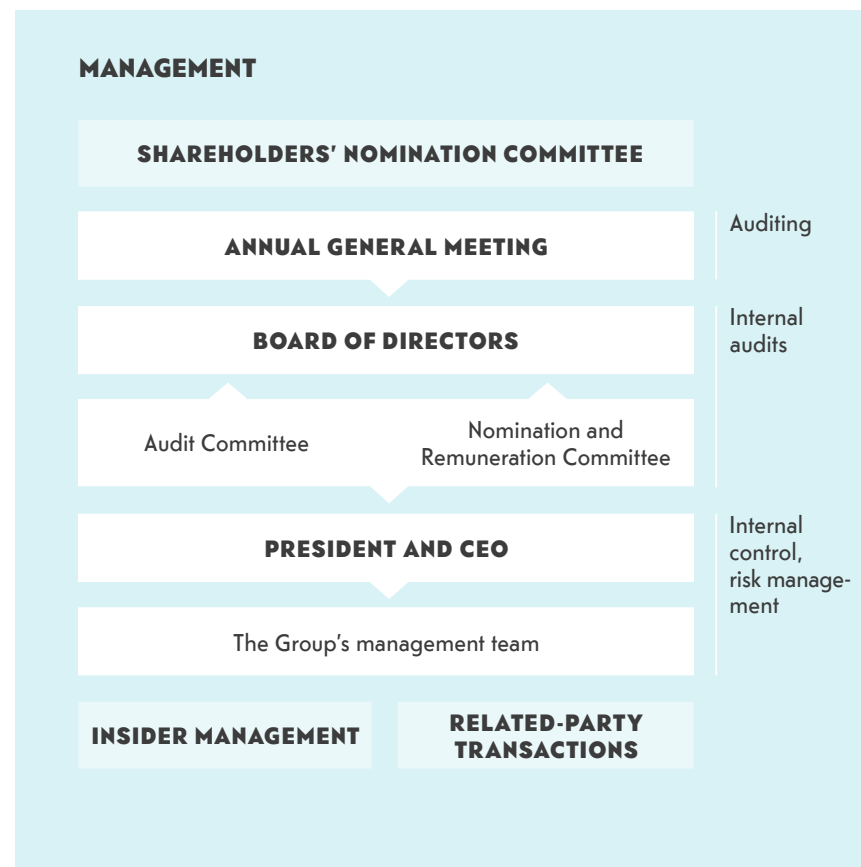 MANAGEMENT
SHAREHOLDERS' NOMINATION COMMITTEE
ANNUAL GENERAL MEETING
Auditing
BOARD OF DIRECTORS
Internal
audits
Audit Committee
Nomination and
Remuneration Committee
PRESIDENT AND CEO
Internal
control,
risk manage-
ment
The Group's management team
INSIDER MANAGEMENT
RELATED-PARTY
TRANSACTIONS